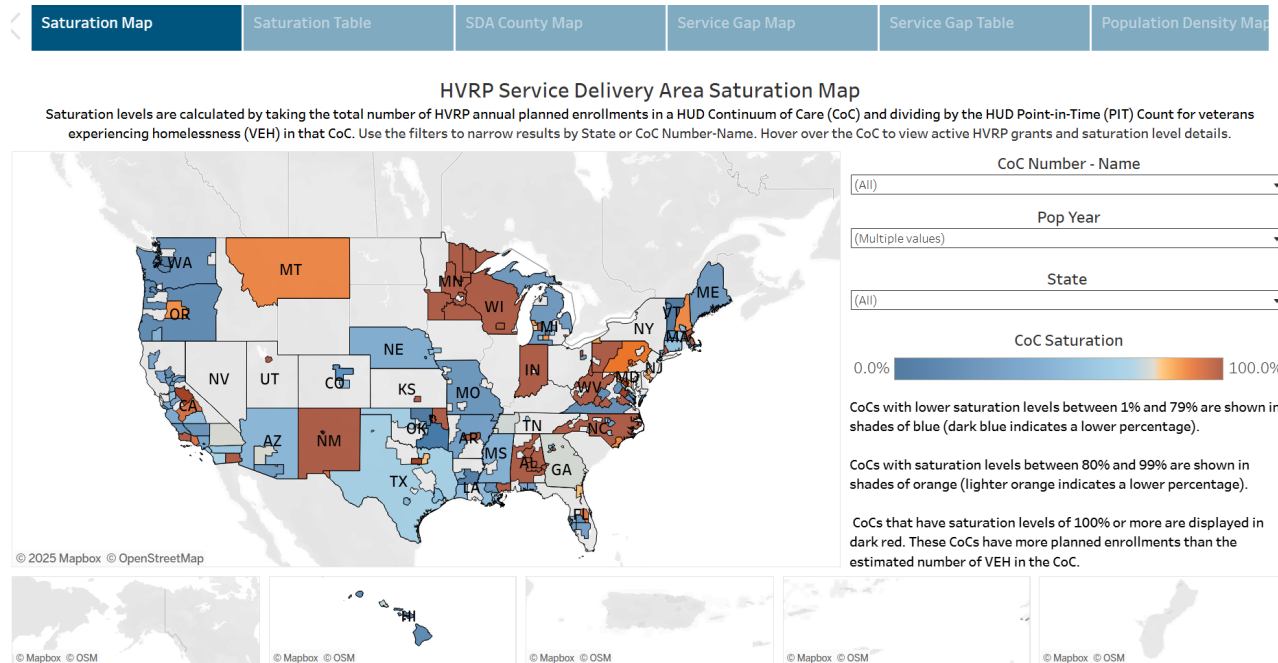 Saturation Map
Saturation Table
SDA County Map
Service Gap Map
Service Gap Table
Population Density Map
HVRP Service Delivery Area Saturation Map
Saturation levels are calculated by taking the total number of HVRP annual planned enrollments in a HUD Continuum of Care (CoC) and dividing by the HUD Point-in-Time (PIT) Count for veterans
experiencing homelessness (VEH) in that CoC. Use the filters to narrow results by State or CoC Number-Name. Hover over the CoC to view active HVRP grants and saturation level details.
CoC Number - Name
(All)
Pop Year
(Multiple values)
State
(All)
CoC Saturation
0.0%
100.0%
CoCs with lower saturation levels between 1% and 79% are shown in
shades of blue (dark blue indicates a lower percentage).
CoCs with saturation levels between 80% and 99% are shown in
shades of orange (lighter orange indicates a lower percentage).
CoCs that have saturation levels of 100% or more are displayed in
dark red. These CoCs have more planned enrollments than the
estimated number of VEH in the CoC.
WA
MT
MN
WI
OR
MI
ME
VT
NY
MA
NE
NV
UT
CO
KS
MO
IN
WV
MD
NJ
CA
AZ
NM
OK
AR
TN
NC
MS
AL
GA
TX
LA
FL
© 2025 Mapbox © OpenStreetMap
HI
© Mapbox © OSM
© Mapbox © OSM
© Mapbox © OSM
© Mapbox © OSM
© Mapbox © OSM